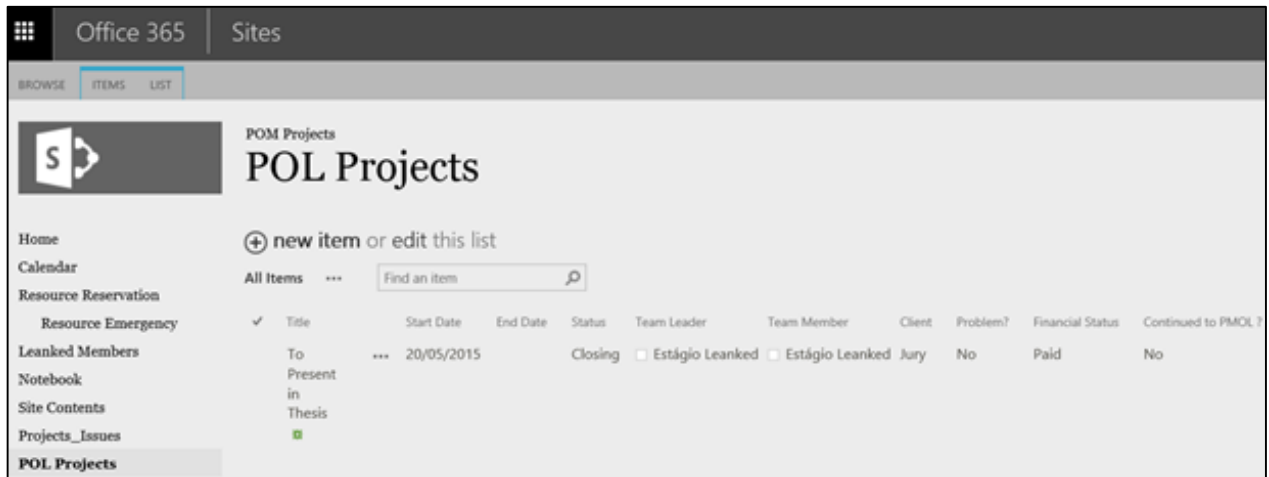 Office 365 Sites
BROWSE ITEMS LIST
S
POM Projects
POL Projects
Home
Calendar
Resource Reservation
Resource Emergency
Leanked Members
Notebook
Site Contents
Projects_Issues
POL Projects
new item or edit this list
All Items ... Find an item
Title Start Date End Date Status Team Leader Team Member Client Problem? Financial Status Continued to PMOL ?
To ... 20/05/2015 Closing Estágio Leanked Estágio Leanked Jury No Paid No
Present
in
Thesis